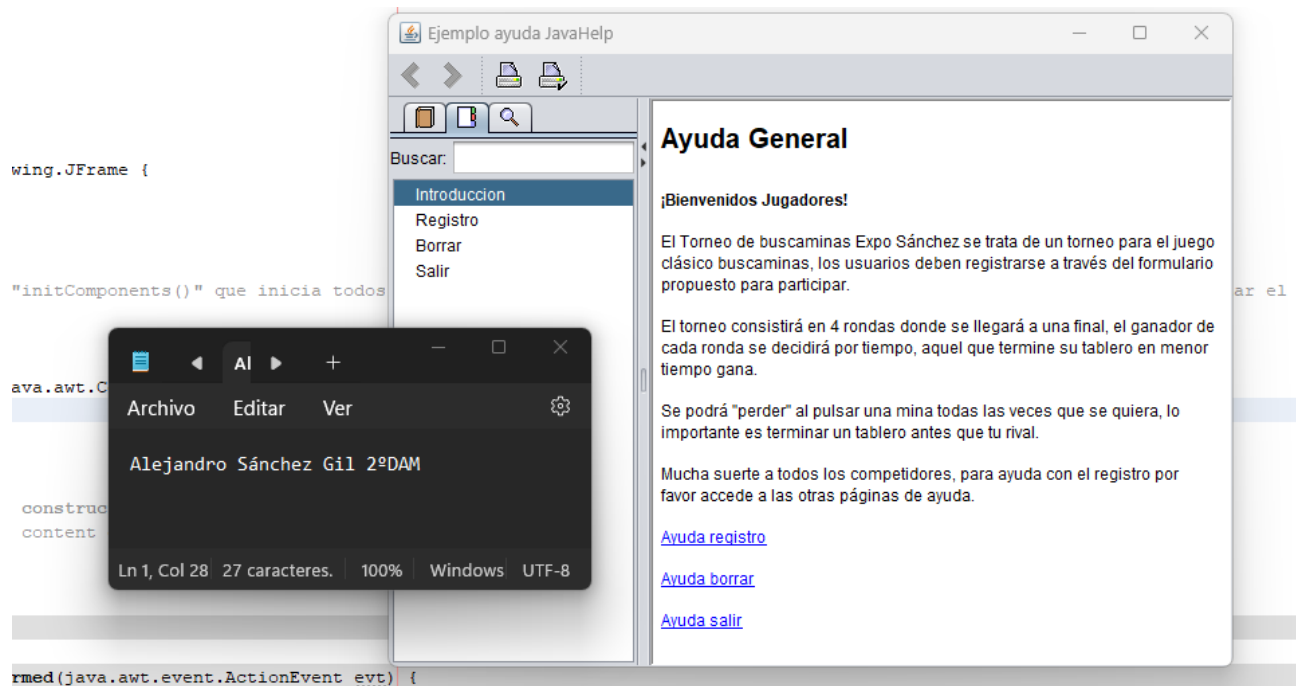 Ejemplo ayuda JavaHelp
Buscar:
Introduccion
Registro
Borrar
Salir
Ayuda General
¡Bienvenidos Jugadores!
El Torneo de buscaminas Expo Sánchez se trata de un torneo para el juego
clásico buscaminas, los usuarios deben registrarse a través del formulario
propuesto para participar.
El torneo consistirá en 4 rondas donde se llegará a una final, el ganador de
cada ronda se decidirá por tiempo, aquel que termine su tablero en menor
tiempo gana.
Se podrá "perder" al pulsar una mina todas las veces que se quiera, lo
importante es terminar un tablero antes que tu rival.
Mucha suerte a todos los competidores, para ayuda con el registro por
favor accede a las otras páginas de ayuda.
Ayuda registro
Ayuda borrar
Ayuda salir
wing.JFrame {
"initComponents()" que inicia todos
ar el
ava.awt.C
construc
content
rmed(java.awt.event.ActionEvent evt) {
Al
Archivo Editar Ver
Alejandro Sánchez Gil 2ºDAM
Ln 1, Col 28 27 caracteres. 100% Windows UTF-8